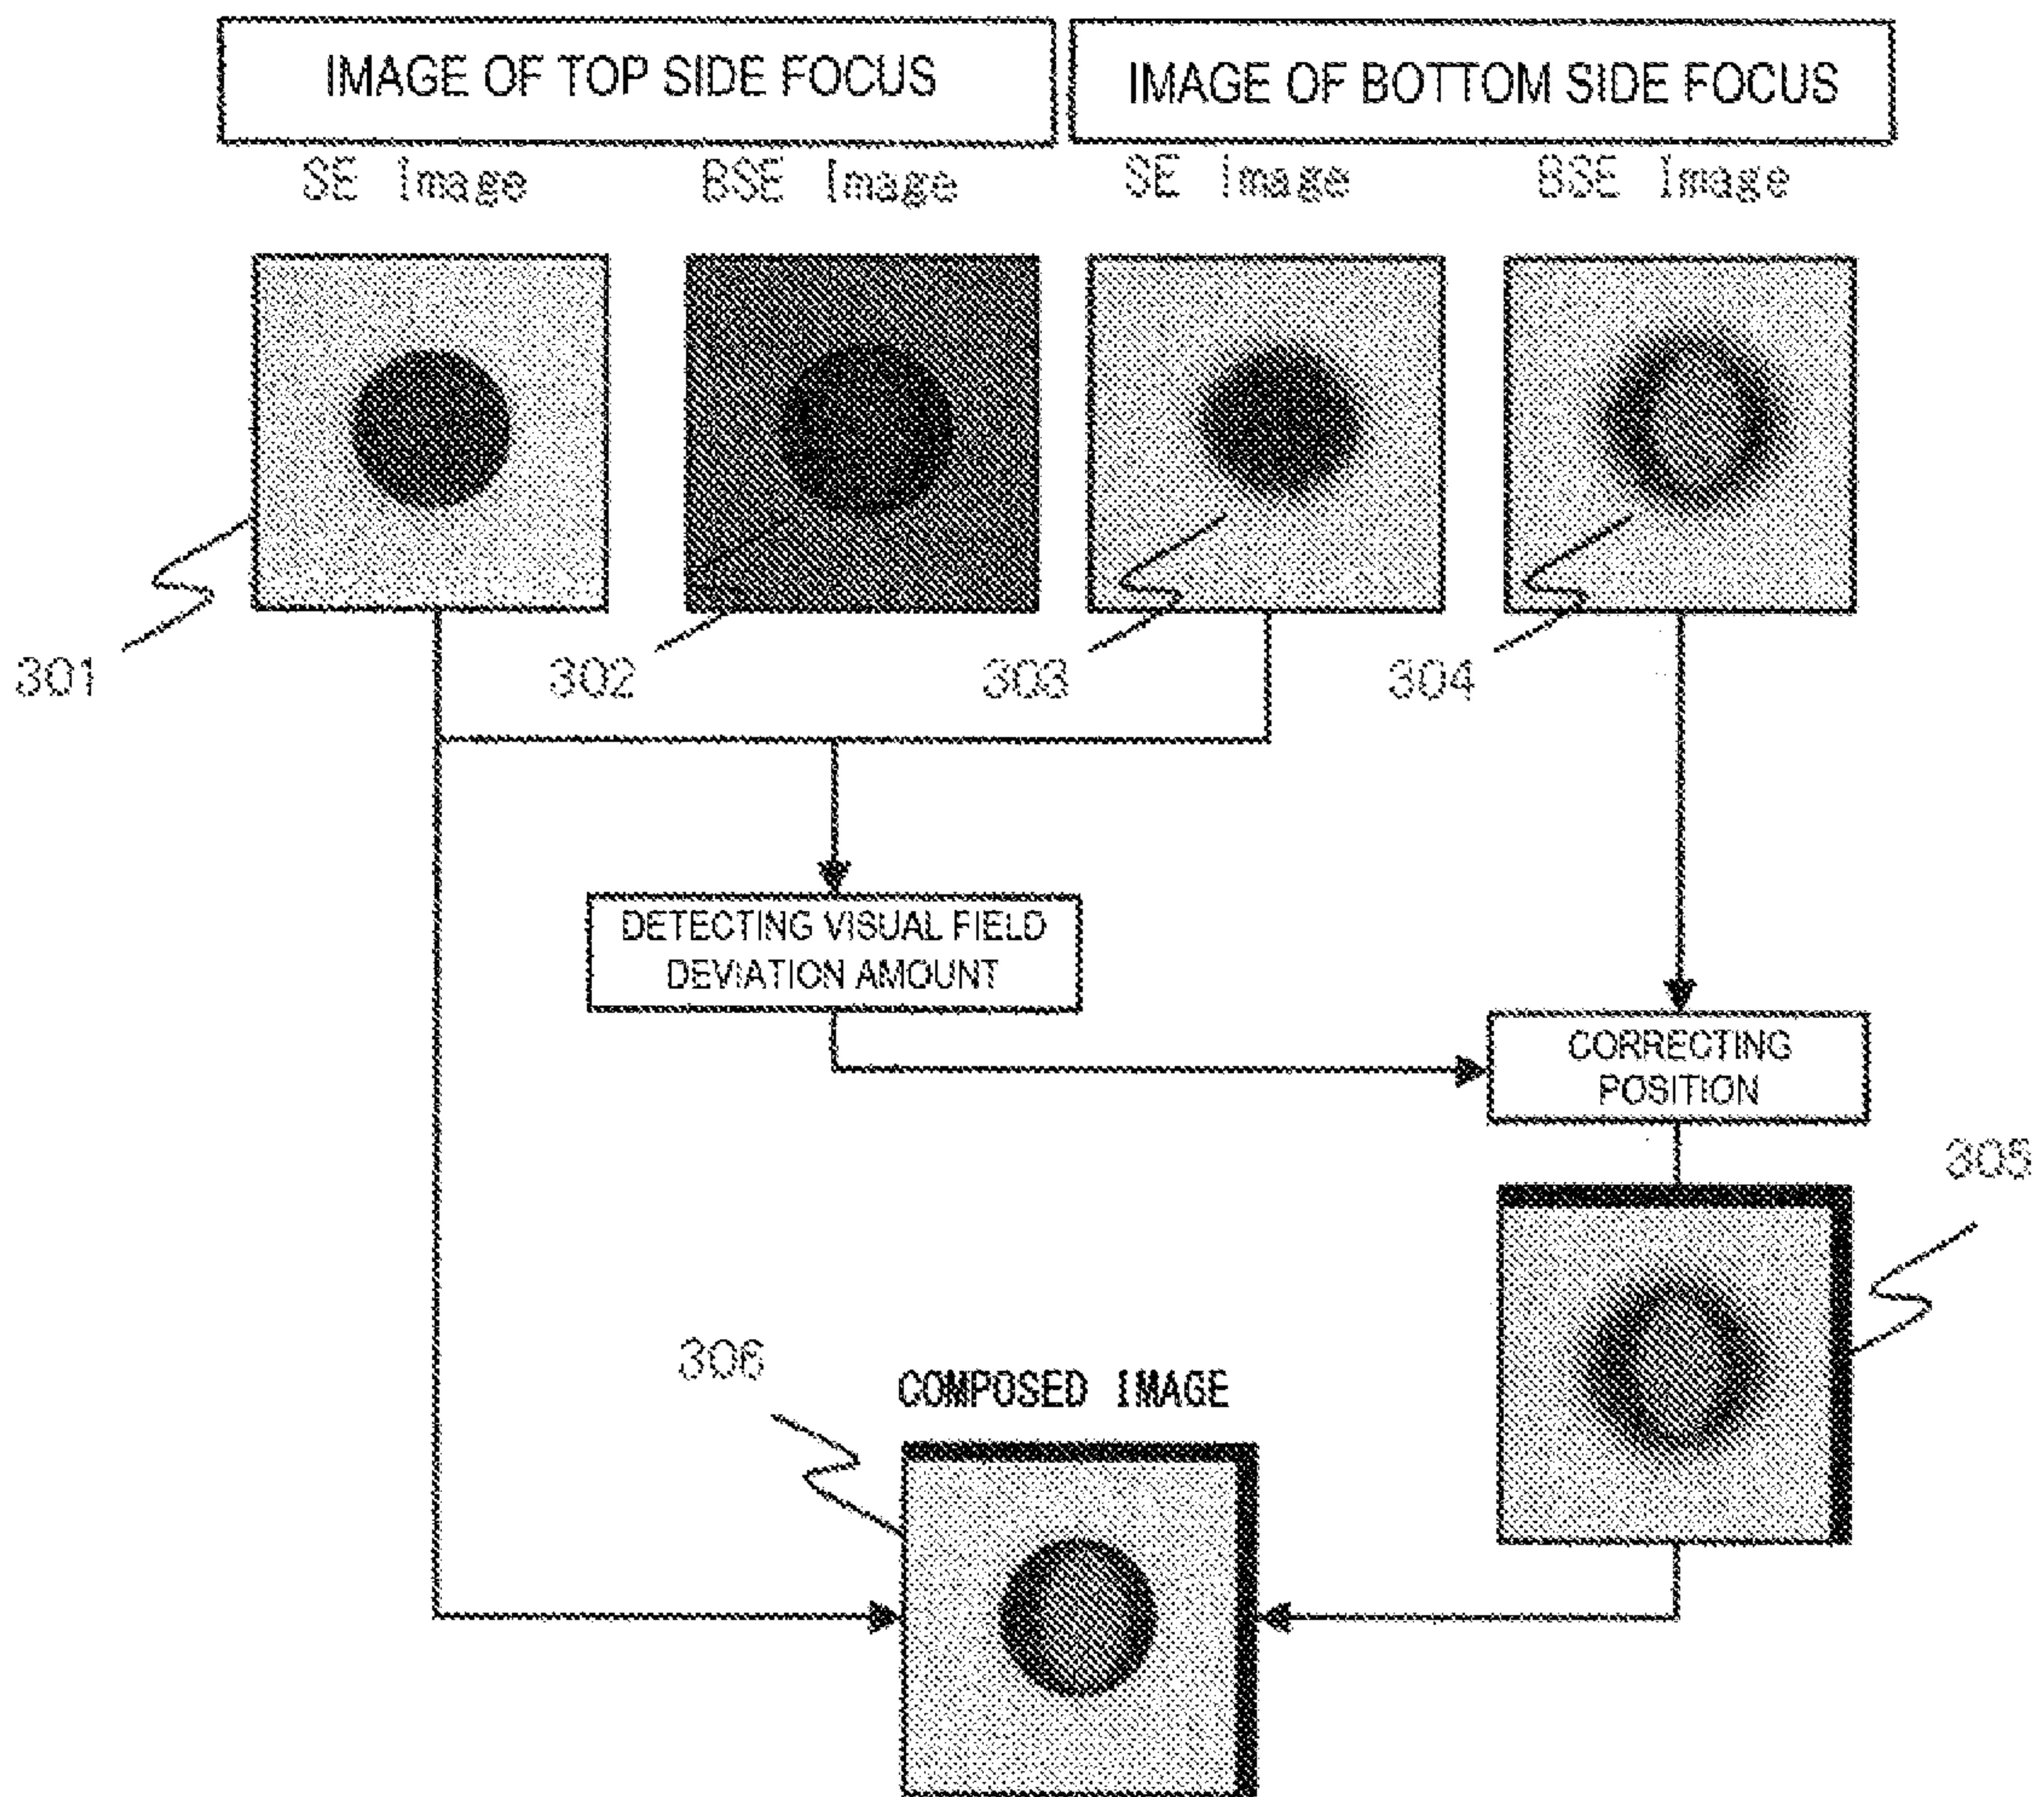 IMAGE OF TOP SIDE FOCUS
IMAGE OF BOTTOM SIDE FOCUS
SE Image
BSE Image
SE Image
BSE Image
301
302
303
304
DETECTING VISUAL FIELD
DEVIATION AMOUNT
CORRECTING
POSITION
305
306
COMPOSED IMAGE